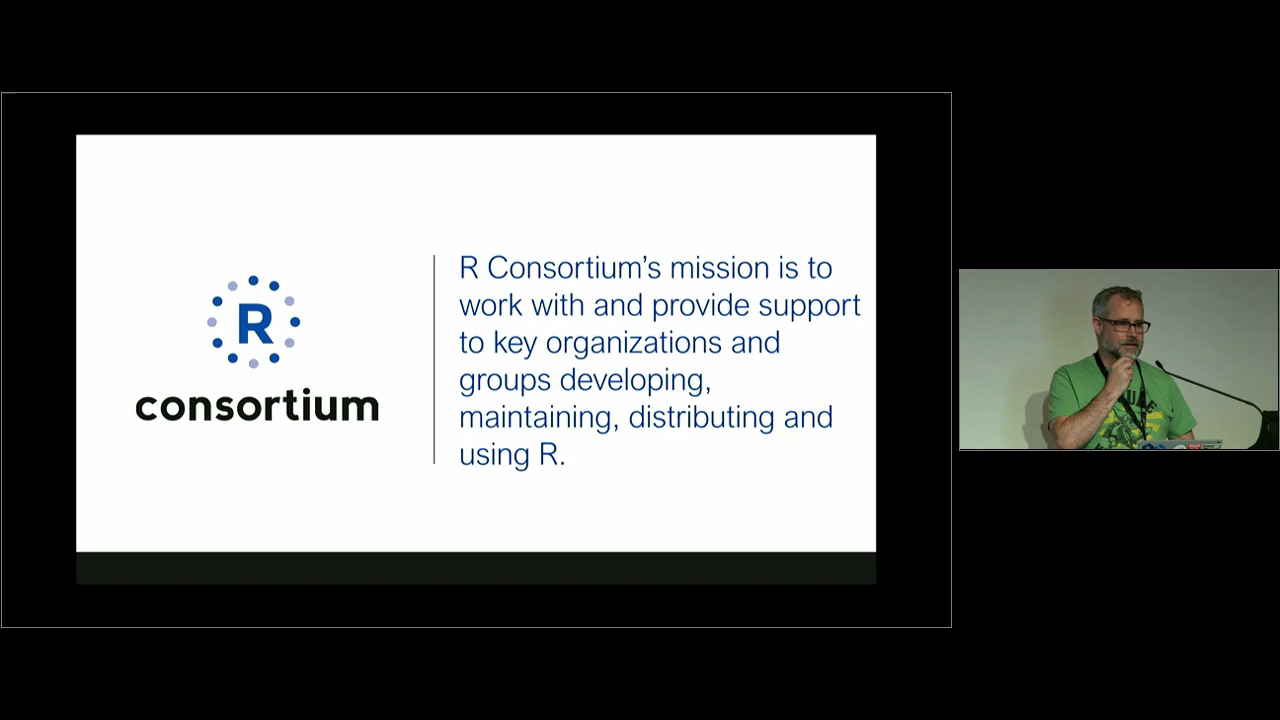 R
consortium
R Consortium’s mission is to
work with and provide support
to key organizations and
groups developing,
maintaining, distributing and
using R.